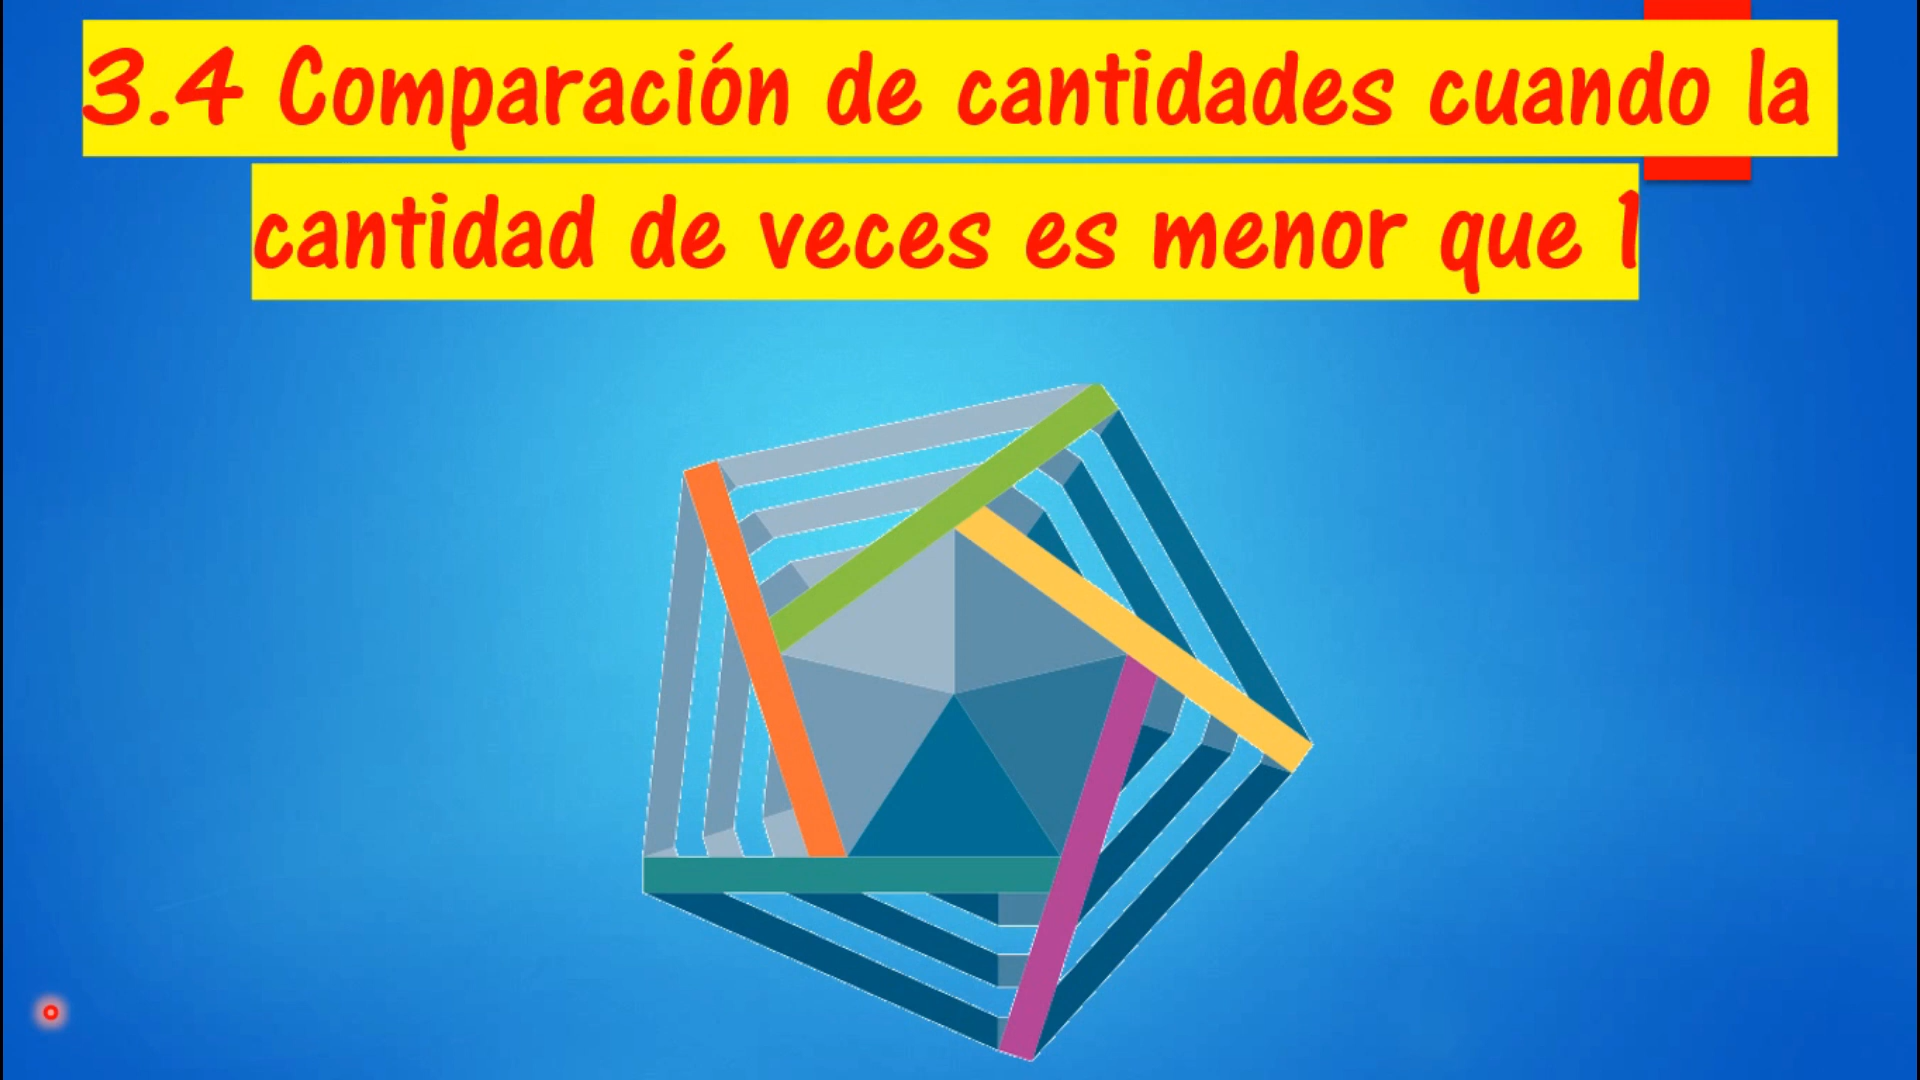 3.4 Comparación de cantidades cuando la
cantidad de veces es menor que 1